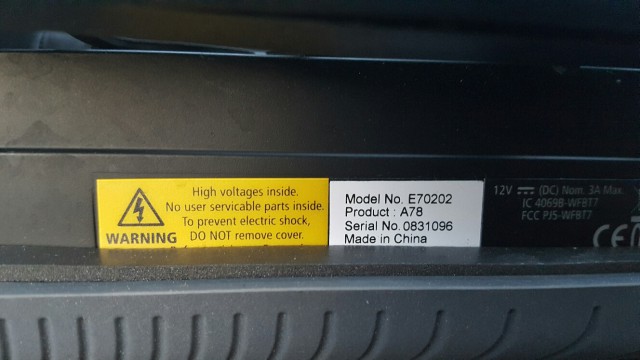 High voltages inside.
No user servicable parts inside.
To prevent electric shock,
WARNING DO NOT remove cover.
Model No. E70202
Product : A78
Serial No. 0831096
Made in China
12V ⎓ (DC) Nom. 3A Max.
IC 4069B-WFBT7
FCC PJ5-WFBT7
CE